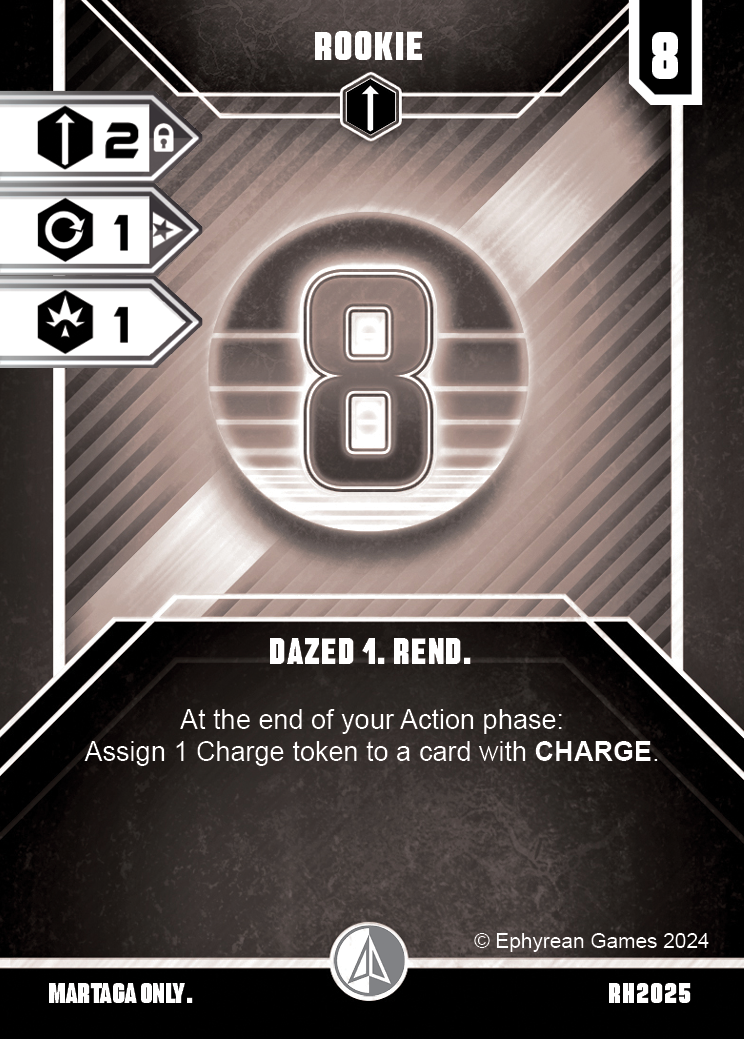 ROOKIE
8
2
1
1
8
DAZED 1. REND.
At the end of your Action phase:
Assign 1 Charge token to a card with CHARGE.
© Ephyrean Games 2024
MARTAGA ONLY.
RH2025